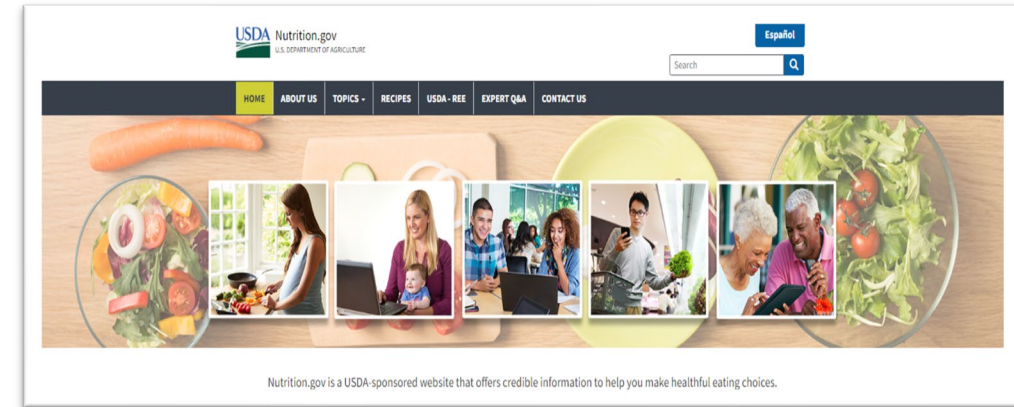 USDA Nutrition.gov
U.S. DEPARTMENT OF AGRICULTURE
Español
Search
HOME ABOUT US TOPICS RECIPES USDA - REE EXPERT Q&A CONTACT US
Nutrition.gov is a USDA-sponsored website that offers credible information to help you make healthful eating choices.